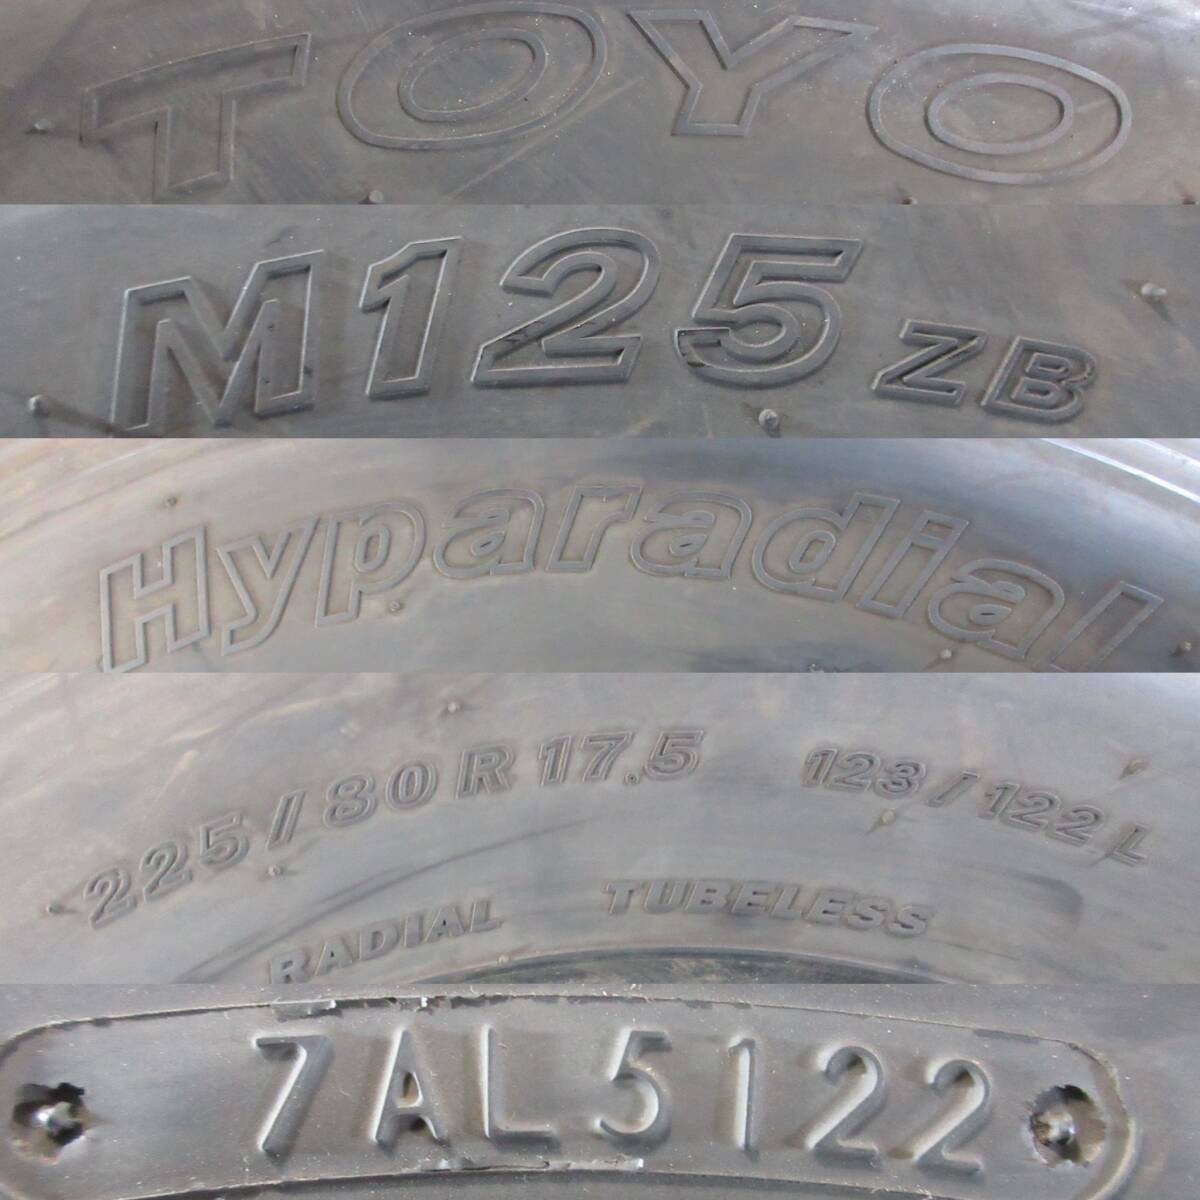 TOYO
M125 ZB
Hyparadial
225/80R17.5 123/122L
RADIAL TUBELESS
7AL5122